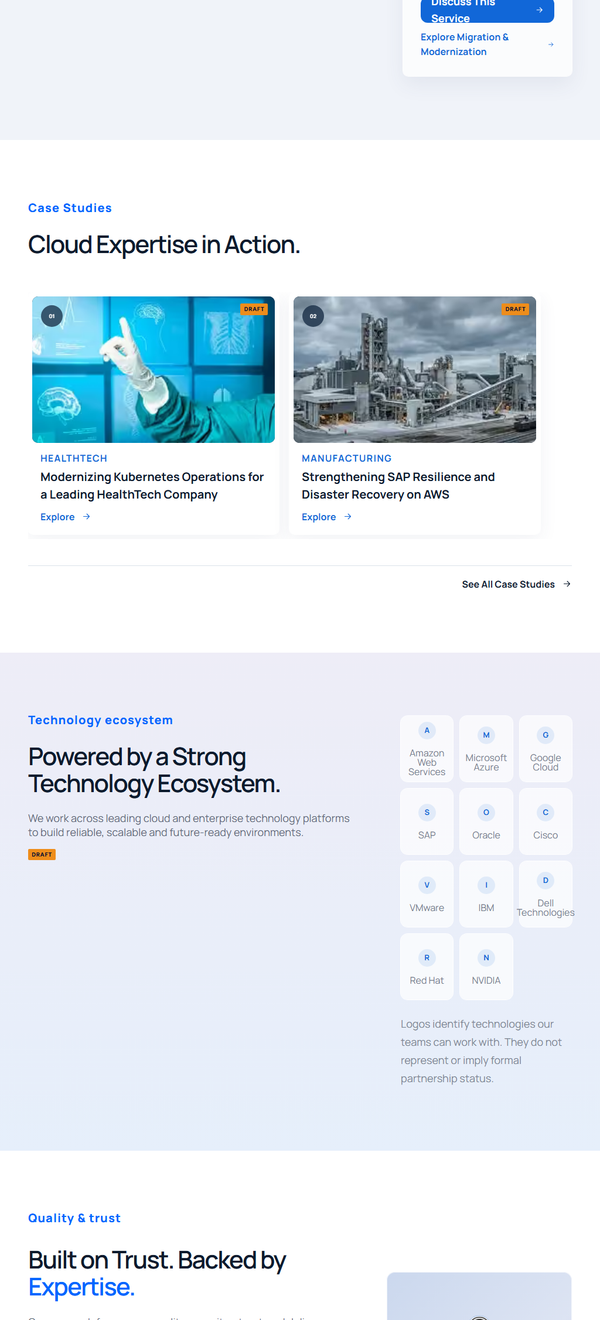 Discuss This
Service
Explore Migration &
Modernization
Case Studies
Cloud Expertise in Action.
01
DRAFT
02
DRAFT
HEALTHTECH
Modernizing Kubernetes Operations for
a Leading HealthTech Company
Explore
MANUFACTURING
Strengthening SAP Resilience and
Disaster Recovery on AWS
Explore
See All Case Studies
Technology ecosystem
Powered by a Strong
Technology Ecosystem.
We work across leading cloud and enterprise technology platforms
to build reliable, scalable and future-ready environments.
DRAFT
A
Amazon
Web
Services
M
Microsoft
Azure
G
Google
Cloud
S
SAP
O
Oracle
C
Cisco
V
VMware
I
IBM
D
Dell
Technologies
R
Red Hat
N
NVIDIA
Logos identify technologies our
teams can work with. They do not
represent or imply formal
partnership status.
Quality & trust
Built on Trust. Backed by
Expertise.